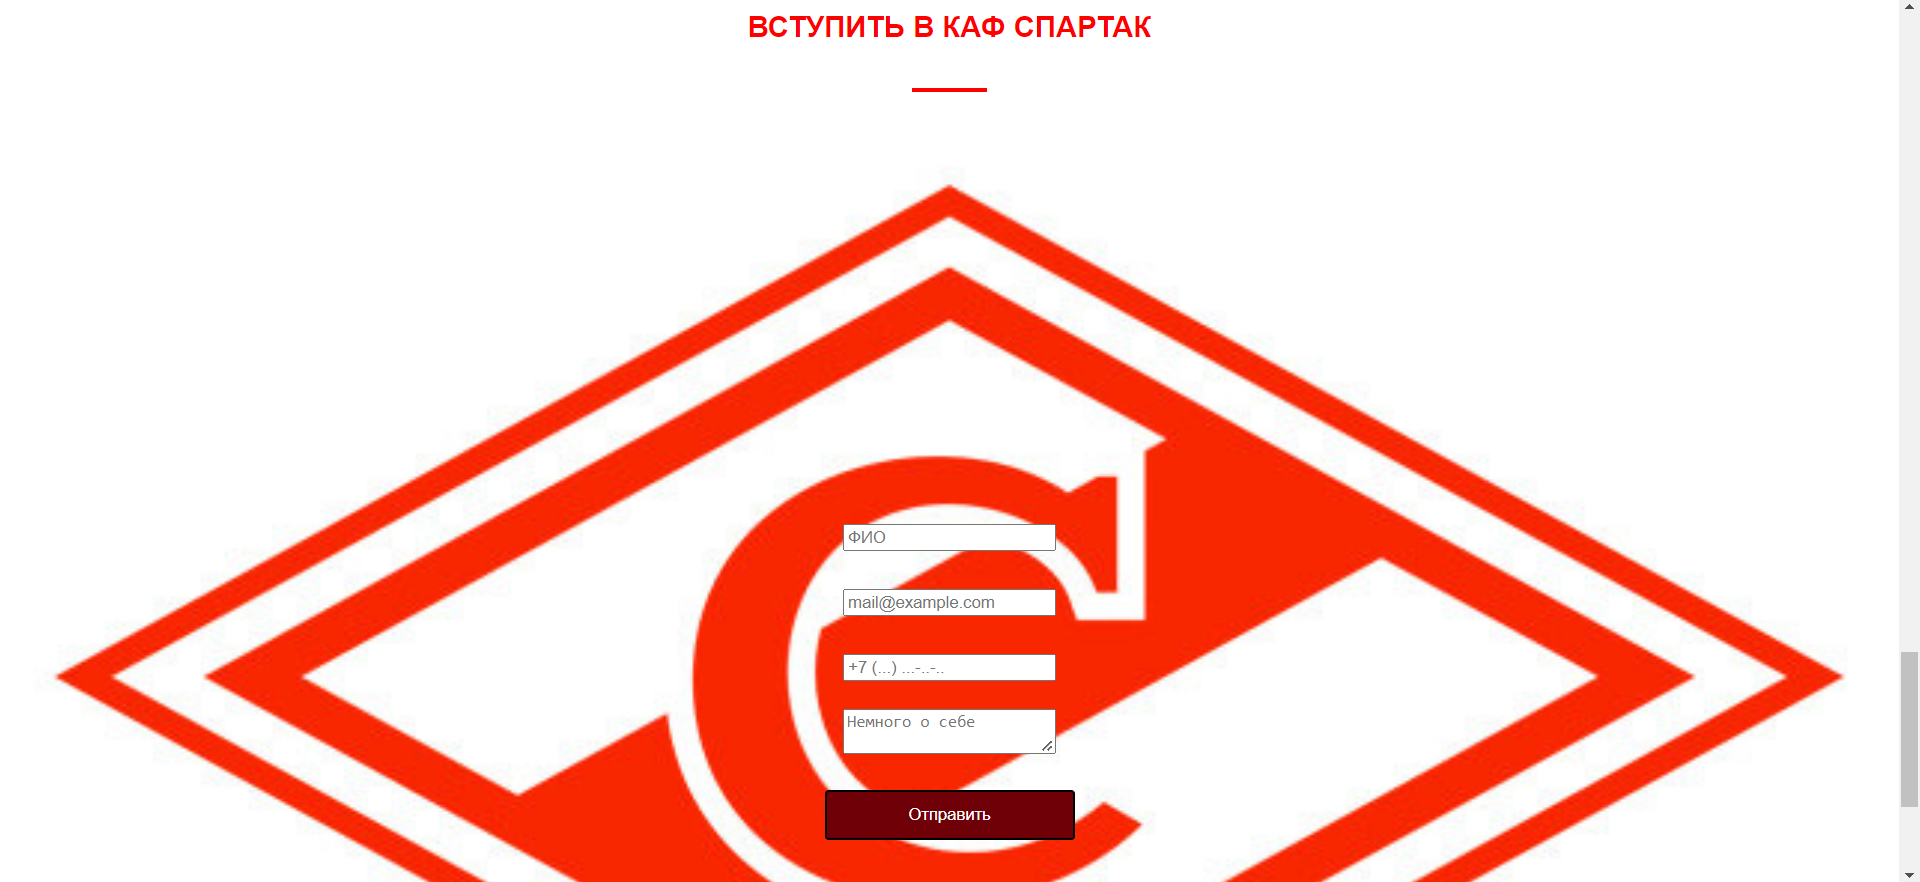 ВСТУПИТЬ В КАФ СПАРТАК
С
ФИО
mail@example.com
+7 (...) ...-..-..
Немного о себе
Отправить